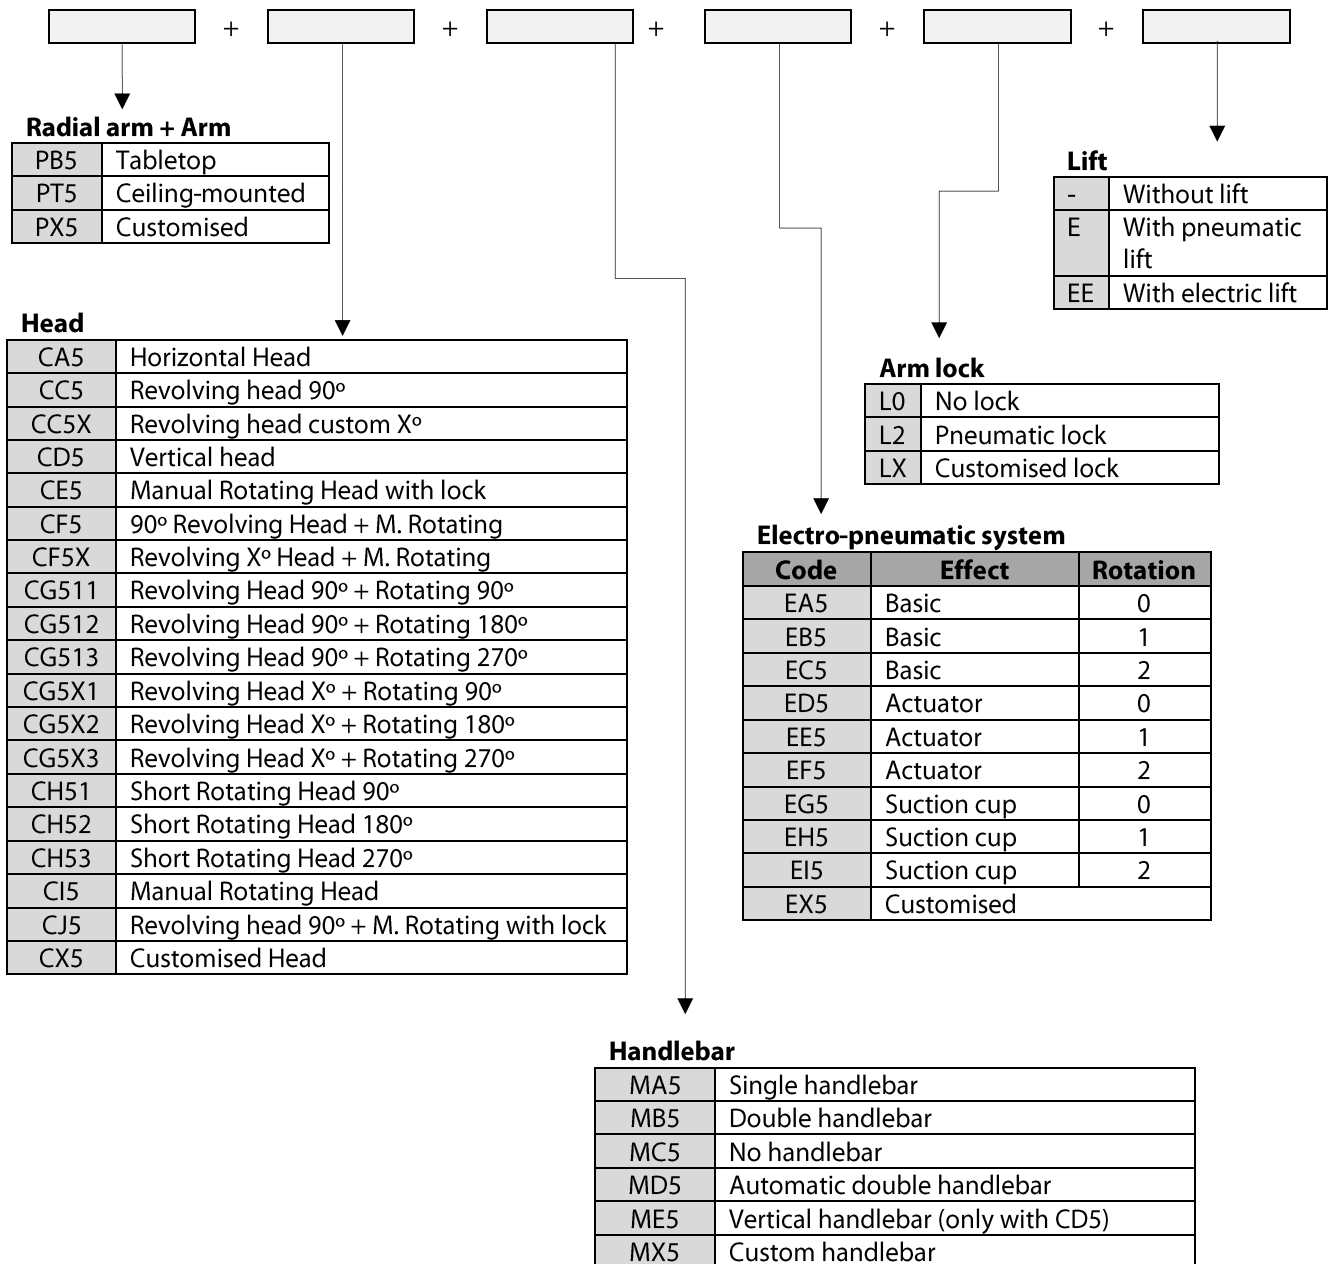 + + + + +
Radial arm + Arm
PB5 Tabletop
PT5 Ceiling-mounted
PX5 Customised
Lift
- Without lift
E With pneumatic
lift
EE With electric lift
Head
CA5 Horizontal Head
CC5 Revolving head 90º
CC5X Revolving head custom Xº
CD5 Vertical head
CE5 Manual Rotating Head with lock
CF5 90º Revolving Head + M. Rotating
CF5X Revolving Xº Head + M. Rotating
CG511 Revolving Head 90º + Rotating 90º
CG512 Revolving Head 90º + Rotating 180º
CG513 Revolving Head 90º + Rotating 270º
CG5X1 Revolving Head Xº + Rotating 90º
CG5X2 Revolving Head Xº + Rotating 180º
CG5X3 Revolving Head Xº + Rotating 270º
CH51 Short Rotating Head 90º
CH52 Short Rotating Head 180º
CH53 Short Rotating Head 270º
CI5 Manual Rotating Head
CJ5 Revolving head 90º + M. Rotating with lock
CX5 Customised Head
Arm lock
L0 No lock
L2 Pneumatic lock
LX Customised lock
Electro-pneumatic system
Code Effect Rotation
EA5 Basic 0
EB5 Basic 1
EC5 Basic 2
ED5 Actuator 0
EE5 Actuator 1
EF5 Actuator 2
EG5 Suction cup 0
EH5 Suction cup 1
EI5 Suction cup 2
EX5 Customised
Handlebar
MA5 Single handlebar
MB5 Double handlebar
MC5 No handlebar
MD5 Automatic double handlebar
ME5 Vertical handlebar (only with CD5)
MX5 Custom handlebar